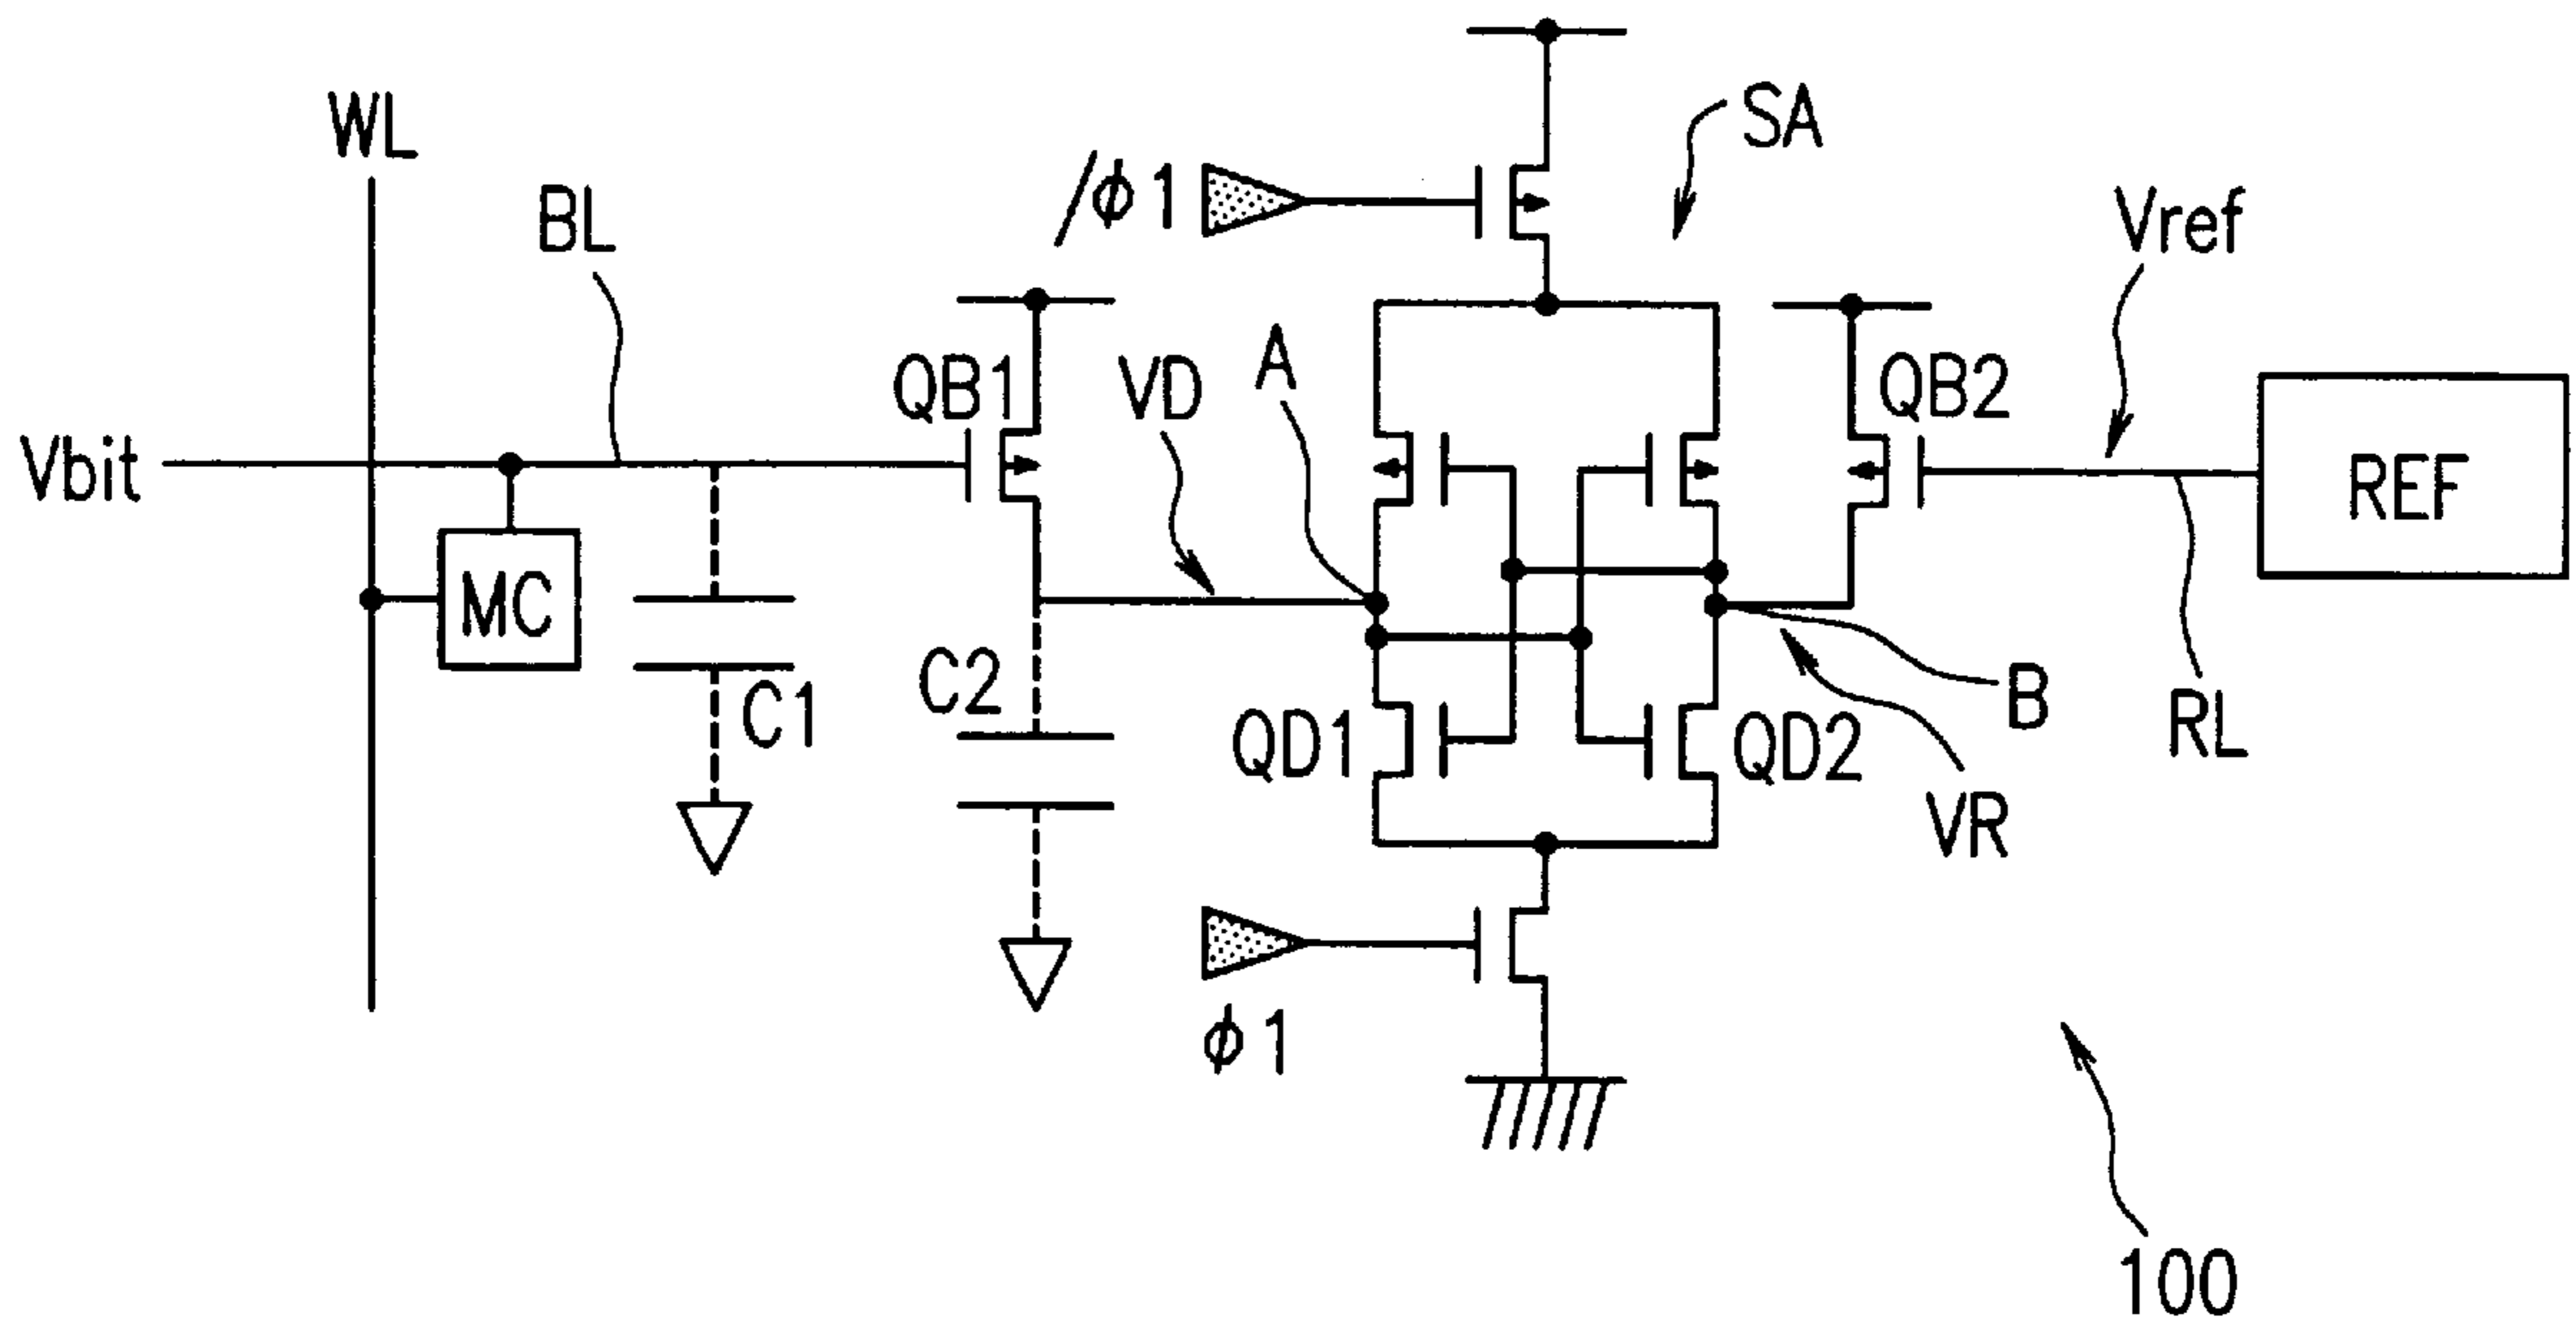 WL
SA
/φ1
BL
Vref
A
QB1
VD
QB2
Vbit
REF
MC
C2
B
C1
QD1
QD2
RL
VR
φ1
100